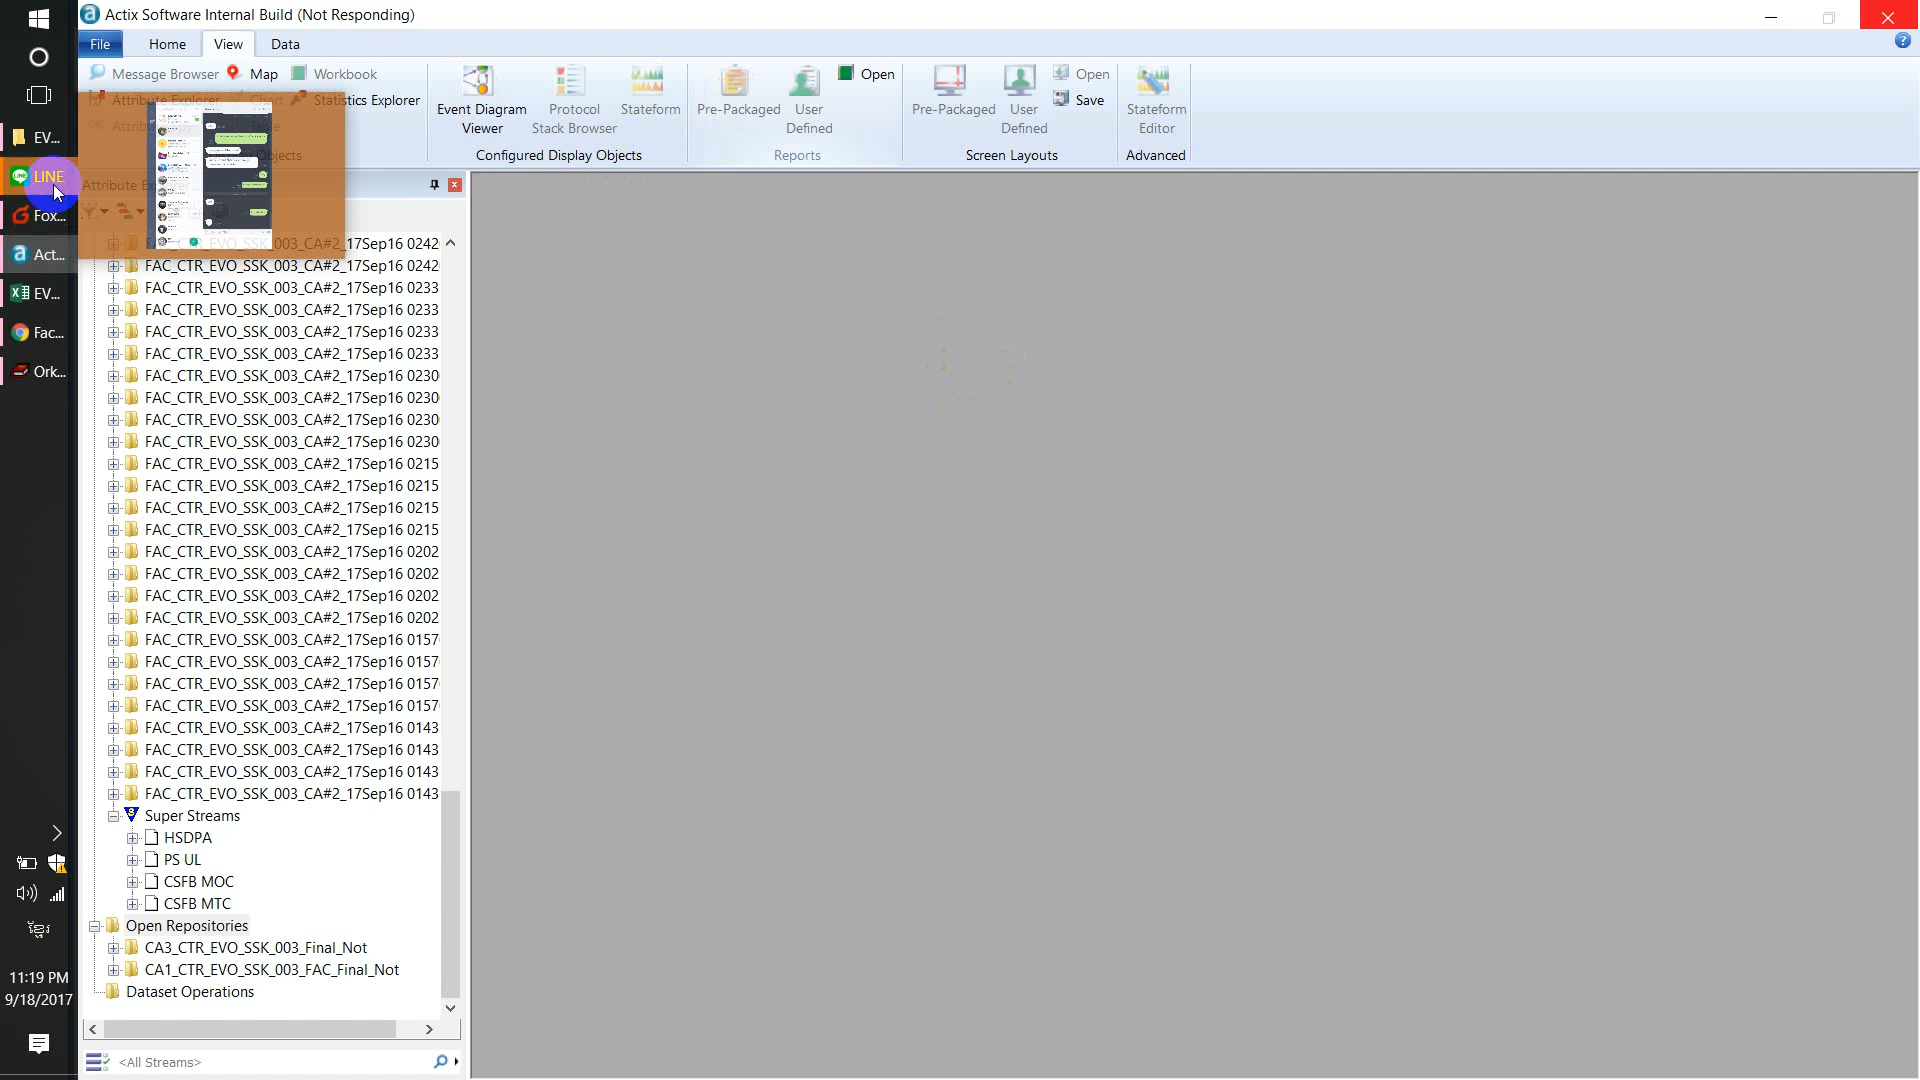 Actix Software Internal Build (Not Responding)
File Home View Data
Message Browser Map Workbook
Attribute Explorer Chart Statistics Explorer
Event Diagram Viewer
Protocol Stack Browser
Stateform
Configured Display Objects
Pre-Packaged
User Defined
Open
Reports
Pre-Packaged
User Defined
Open
Save
Screen Layouts
Stateform Editor
Advanced
EV...
LINE
Fox...
Act...
EV...
Fac...
Ork...
FAC_CTR_EVO_SSK_003_CA#2_17Sep16 0242
FAC_CTR_EVO_SSK_003_CA#2_17Sep16 0233
FAC_CTR_EVO_SSK_003_CA#2_17Sep16 0233
FAC_CTR_EVO_SSK_003_CA#2_17Sep16 0233
FAC_CTR_EVO_SSK_003_CA#2_17Sep16 0233
FAC_CTR_EVO_SSK_003_CA#2_17Sep16 0230
FAC_CTR_EVO_SSK_003_CA#2_17Sep16 0230
FAC_CTR_EVO_SSK_003_CA#2_17Sep16 0230
FAC_CTR_EVO_SSK_003_CA#2_17Sep16 0230
FAC_CTR_EVO_SSK_003_CA#2_17Sep16 0215
FAC_CTR_EVO_SSK_003_CA#2_17Sep16 0215
FAC_CTR_EVO_SSK_003_CA#2_17Sep16 0215
FAC_CTR_EVO_SSK_003_CA#2_17Sep16 0215
FAC_CTR_EVO_SSK_003_CA#2_17Sep16 0202
FAC_CTR_EVO_SSK_003_CA#2_17Sep16 0202
FAC_CTR_EVO_SSK_003_CA#2_17Sep16 0202
FAC_CTR_EVO_SSK_003_CA#2_17Sep16 0202
FAC_CTR_EVO_SSK_003_CA#2_17Sep16 0157
FAC_CTR_EVO_SSK_003_CA#2_17Sep16 0157
FAC_CTR_EVO_SSK_003_CA#2_17Sep16 0157
FAC_CTR_EVO_SSK_003_CA#2_17Sep16 0157
FAC_CTR_EVO_SSK_003_CA#2_17Sep16 0143
FAC_CTR_EVO_SSK_003_CA#2_17Sep16 0143
FAC_CTR_EVO_SSK_003_CA#2_17Sep16 0143
FAC_CTR_EVO_SSK_003_CA#2_17Sep16 0143
Super Streams
HSDPA
PS UL
CSFB MOC
CSFB MTC
Open Repositories
CA3_CTR_EVO_SSK_003_Final_Not
CA1_CTR_EVO_SSK_003_FAC_Final_Not
Dataset Operations
<All Streams>
ខ្មែរ
11:19 PM
9/18/2017